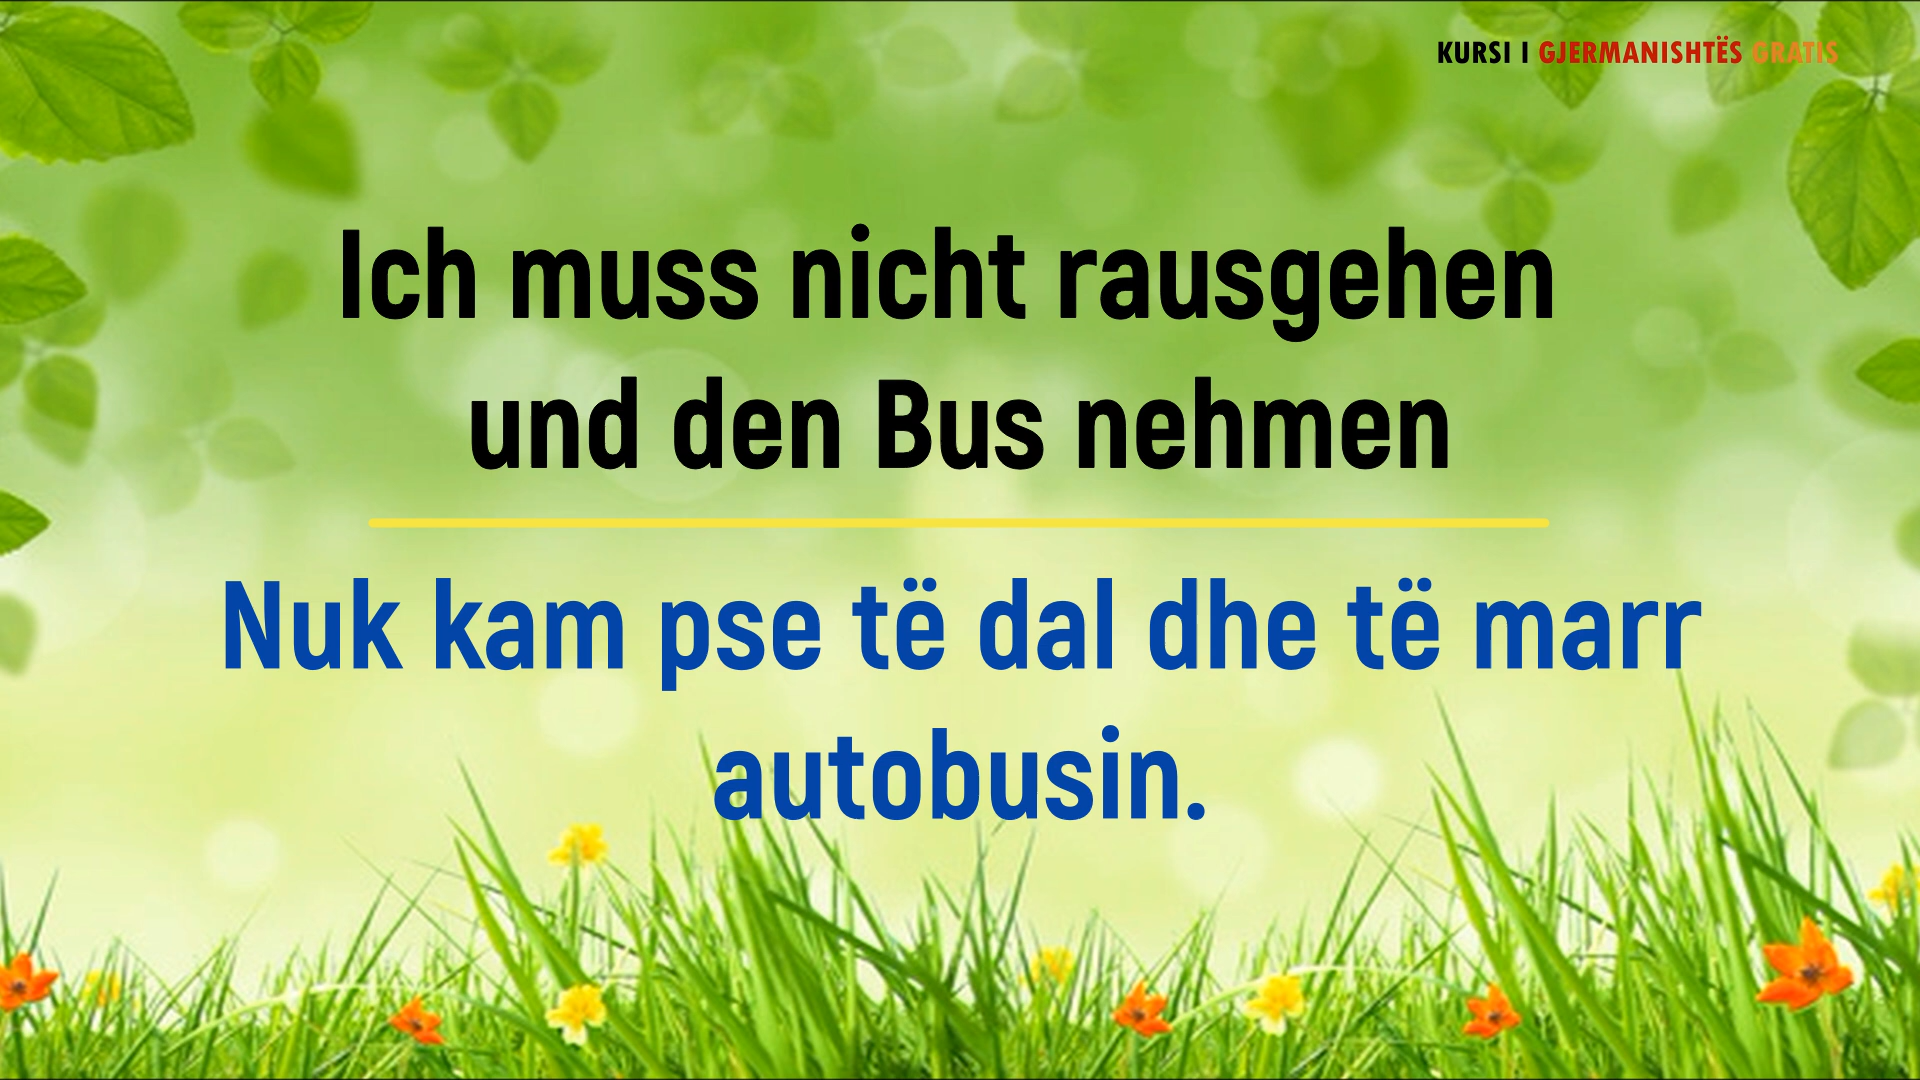 KURSI I GJERMANISHTËS GRATIS
Ich muss nicht rausgehen
und den Bus nehmen
Nuk kam pse të dal dhe të marr
autobusin.